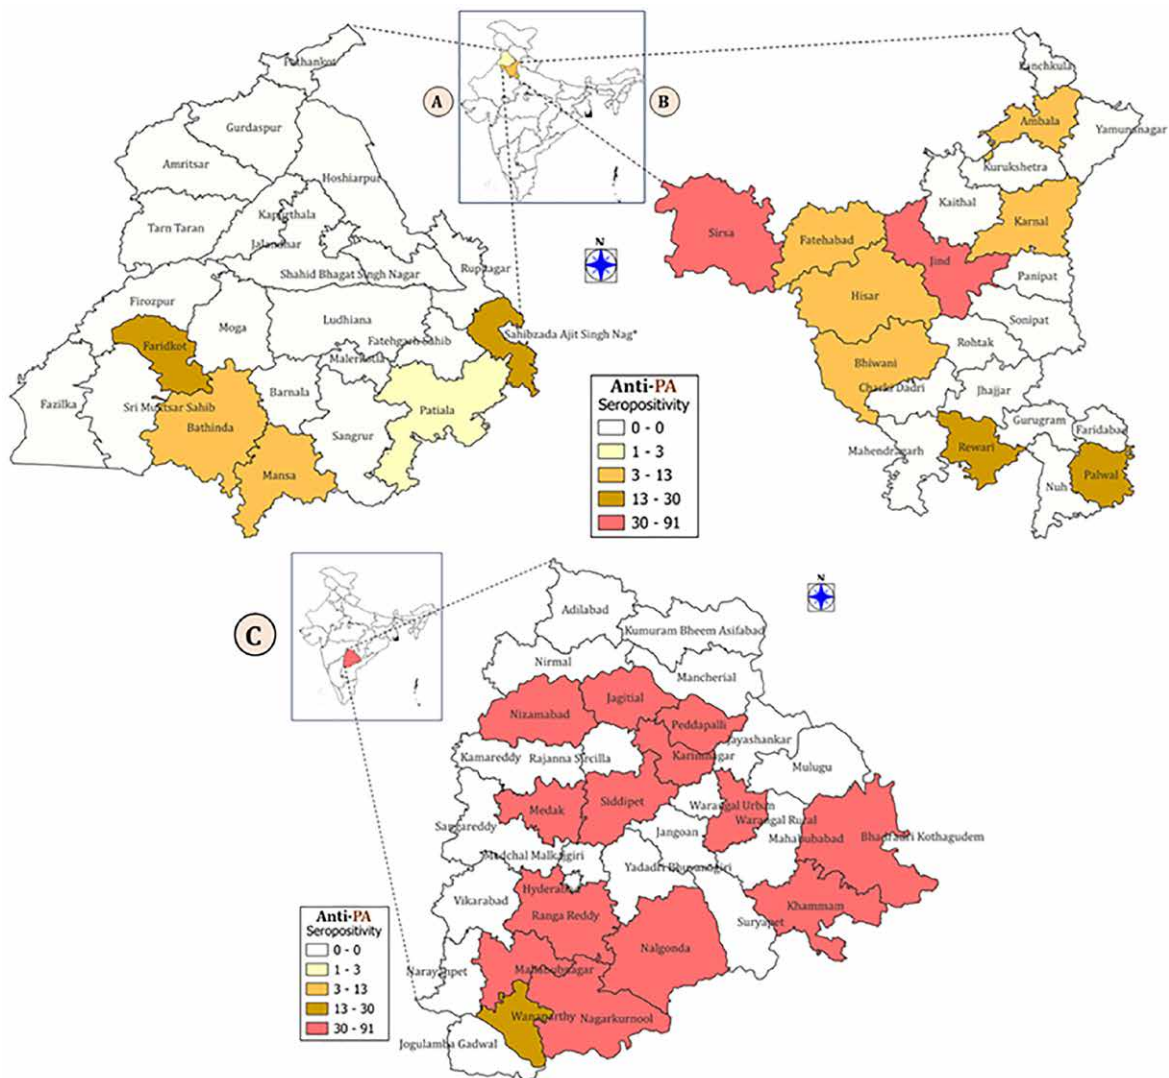 Pathankot
Gurdaspur
Amritsar
Hoshiarpur
Tarn Taran
Kapurthala
Jalandhar
Shahid Bhagat Singh Nagar
Rupnagar
Firozpur
Moga
Ludhiana
Fatehgarh Sahib
Sahibzada Ajit Singh Nag*
Faridkot
Malerkotla
Fazilka
Sri Muktsar Sahib
Barnala
Patiala
Bathinda
Sangrur
Mansa
A
B
N
Panchkula
Ambala
Yamunanagar
Kurukshetra
Kaithal
Karnal
Sirsa
Fatehabad
Jind
Panipat
Hisar
Sonipat
Rohtak
Bhiwani
Charki Dadri
Jhajjar
Gurugram
Faridabad
Mahendragarh
Rewari
Palwal
Nuh
Anti-PA
Seropositivity
0 - 0
1 - 3
3 - 13
13 - 30
30 - 91
C
N
Adilabad
Kumuram Bheem Asifabad
Nirmal
Mancherial
Jagitial
Nizamabad
Peddapalli
Jayashankar
Kamareddy
Rajanna Sircilla
Karimnagar
Mulugu
Medak
Siddipet
Warangal Urban
Warangal Rural
Sangareddy
Jangoan
Mahabubabad
Bhadradri Kothagudem
Medchal Malkajgiri
Yadadri Bhuvanagiri
Hyderabad
Vikarabad
Ranga Reddy
Khammam
Suryapet
Nalgonda
Narayanpet
Mahabubnagar
Wanaparthy
Nagarkurnool
Jogulamba Gadwal
Anti-PA
Seropositivity
0 - 0
1 - 3
3 - 13
13 - 30
30 - 91